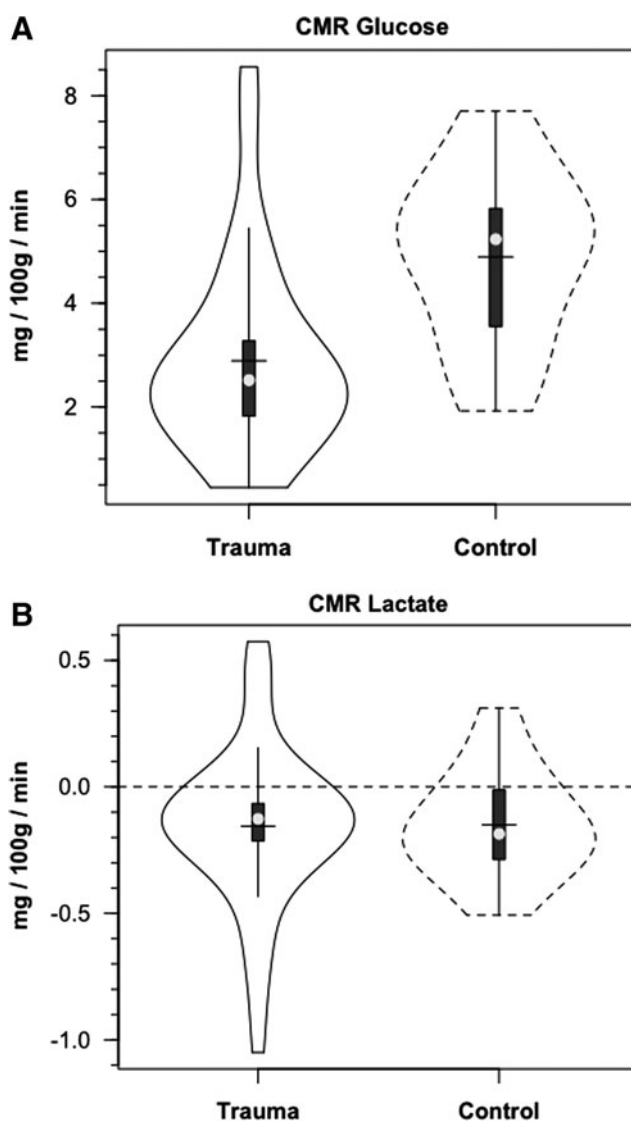 A
CMR Glucose
mg / 100g / min
8
6
4
2
Trauma Control
B
CMR Lactate
mg / 100g / min
0.5
0.0
-0.5
-1.0
Trauma Control